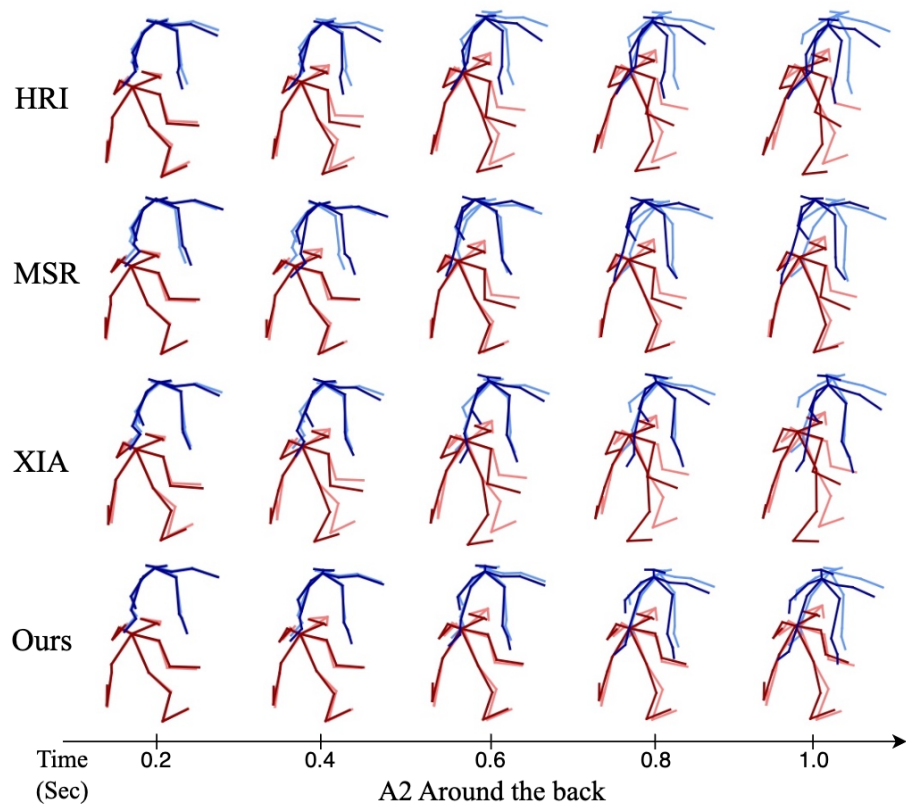 HRI
MSR
XIA
Ours
Time
(Sec)
0.2 0.4 0.6 0.8 1.0
A2 Around the back